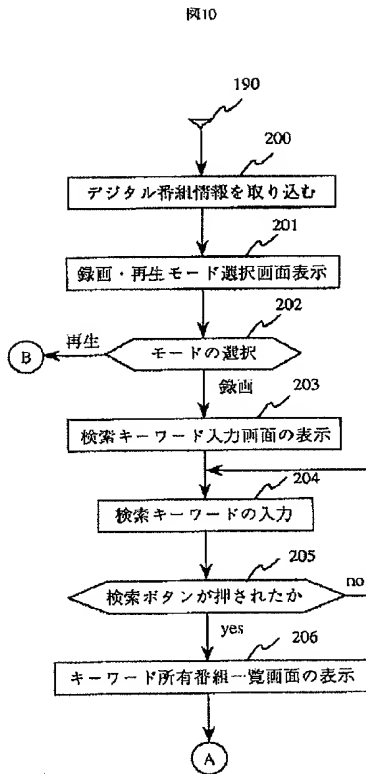 図10
190
200
デジタル番組情報を取り込む
201
録画・再生モード選択画面表示
202
再生
B
モードの選択
録画
203
検索キーワード入力画面の表示
204
検索キーワードの入力
205
検索ボタンが押されたか
no
yes
206
キーワード所有番組一覧画面の表示
A